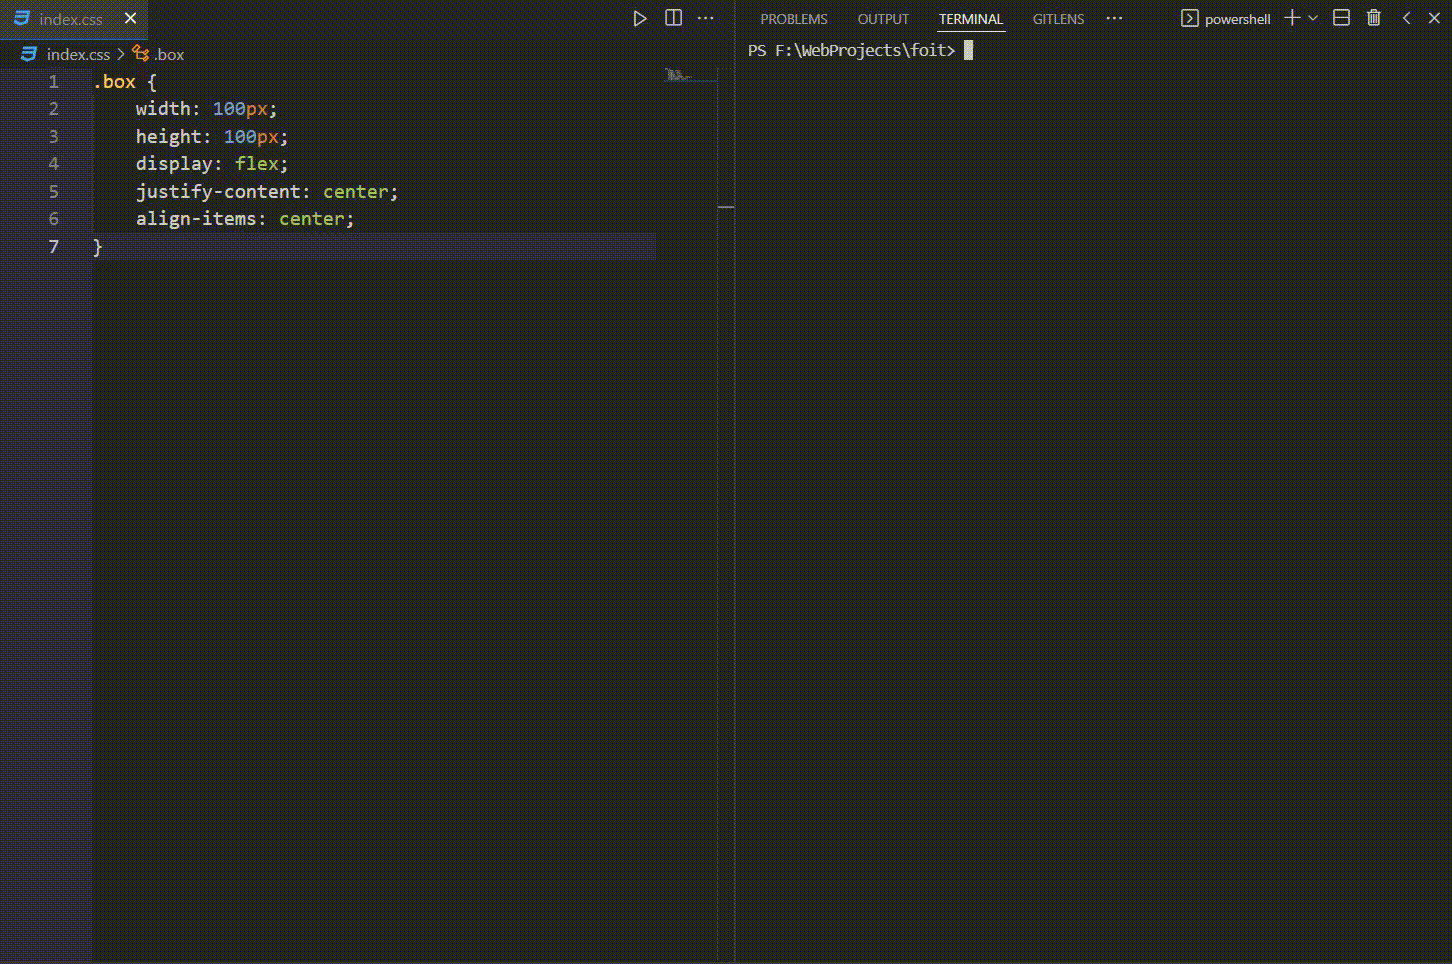 index.css
index.css > .box
1 .box {
2 width: 100px;
3 height: 100px;
4 display: flex;
5 justify-content: center;
6 align-items: center;
7 }
PROBLEMS OUTPUT TERMINAL GITLENS ··· powershell
PS F:\WebProjects\foit>